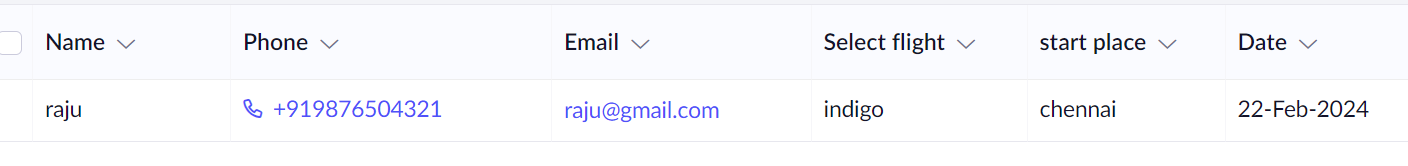 Name Phone Email Select flight start place Date
raju +919876504321 raju@gmail.com indigo chennai 22-Feb-2024